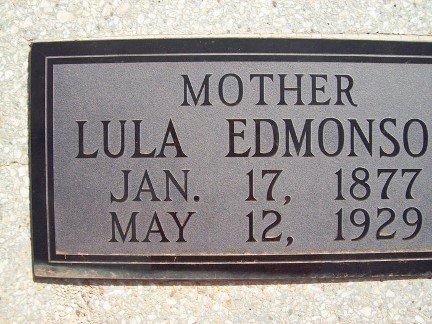 MOTHER
LULA EDMONSO
JAN. 17, 1877
MAY 12, 1929